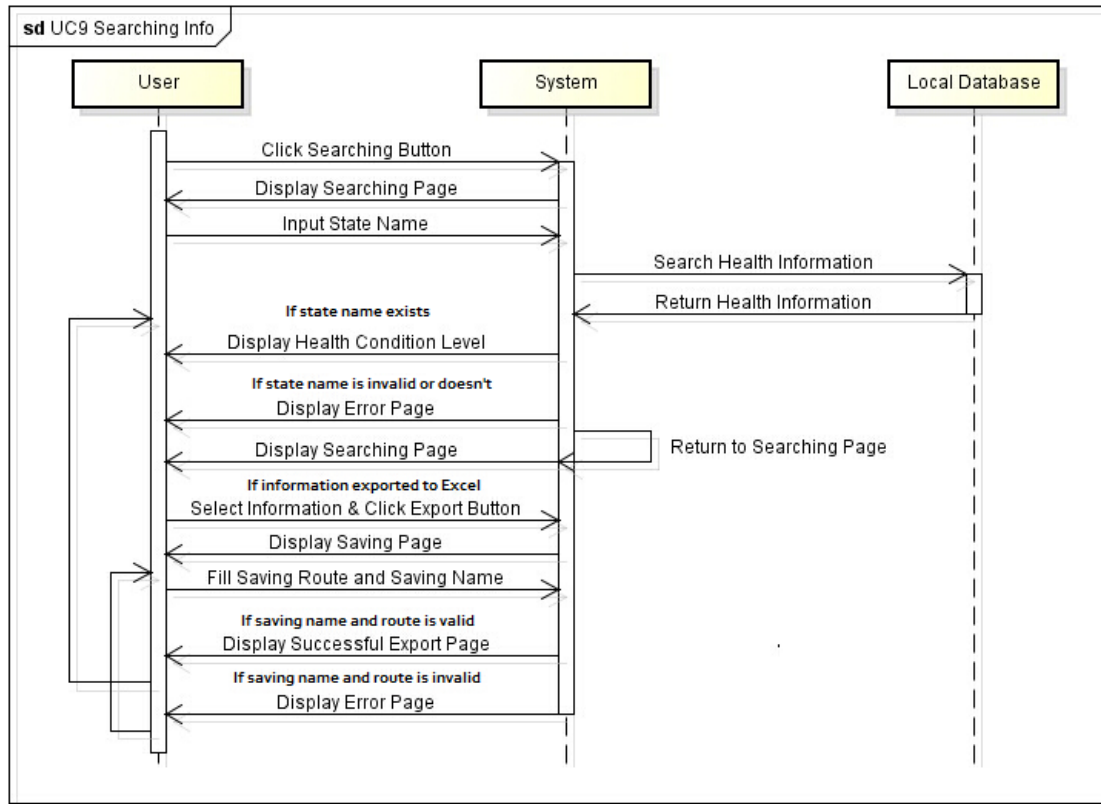 sd UC9 Searching Info
User
System
Local Database
Click Searching Button
Display Searching Page
Input State Name
Search Health Information
Return Health Information
If state name exists
Display Health Condition Level
If state name is invalid or doesn't
Display Error Page
Return to Searching Page
Display Searching Page
If information exported to Excel
Select Information & Click Export Button
Display Saving Page
Fill Saving Route and Saving Name
If saving name and route is valid
Display Successful Export Page
If saving name and route is invalid
Display Error Page